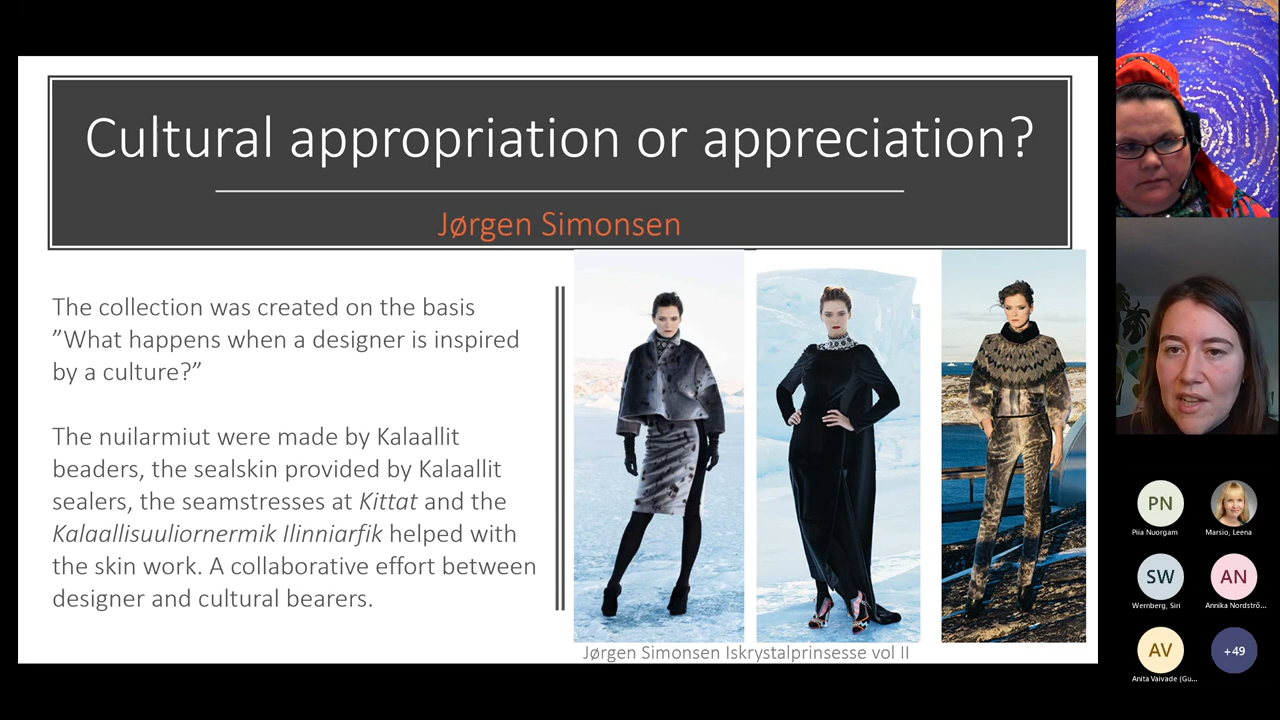 Cultural appropriation or appreciation?
Jørgen Simonsen
The collection was created on the basis
”What happens when a designer is inspired
by a culture?”
The nuilarmiut were made by Kalaallit
beaders, the sealskin provided by Kalaallit
sealers, the seamstresses at Kittat and the
Kalaallisuuliornermik Ilinniarfik helped with
the skin work. A collaborative effort between
designer and cultural bearers.
Jørgen Simonsen Iskrystalprinsesse vol II
PN
Piia Nuorgam
Marsio, Leena
SW
Wernberg, Siri
AN
Annika Nordströ...
AV
Anita Vaivade (Gu...
+49